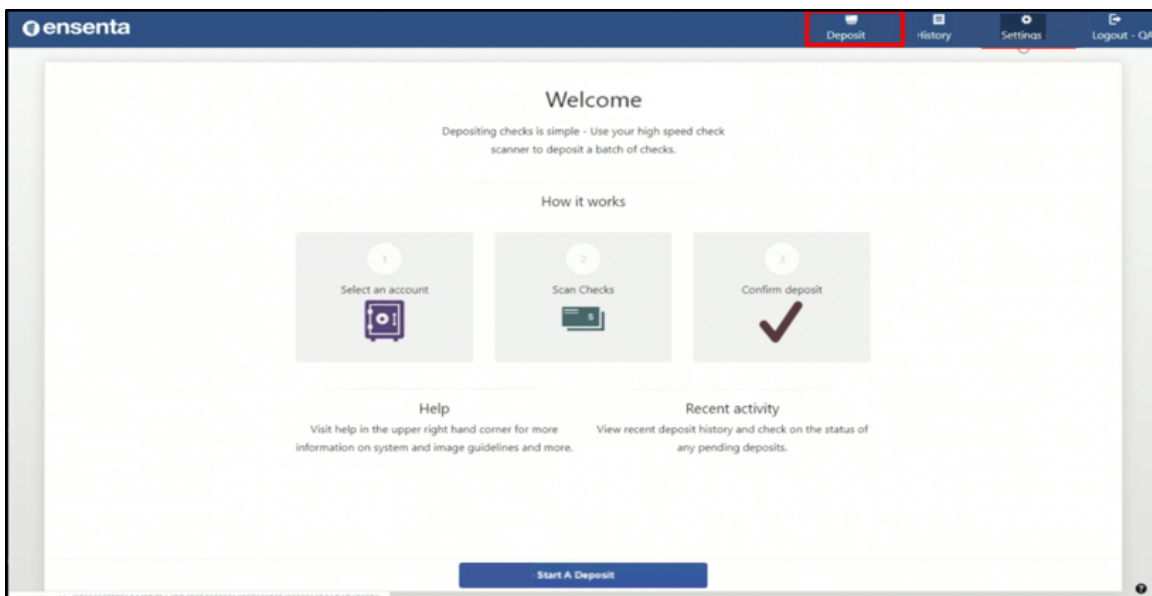 ensenta
Deposit
History
Settings
Logout - QA
Welcome
Depositing checks is simple - Use your high speed check
scanner to deposit a batch of checks.
How it works
1
Select an account
2
Scan Checks
$
3
Confirm deposit
Help
Visit help in the upper right hand corner for more
information on system and image guidelines and more.
Recent activity
View recent deposit history and check on the status of
any pending deposits.
Start A Deposit
?